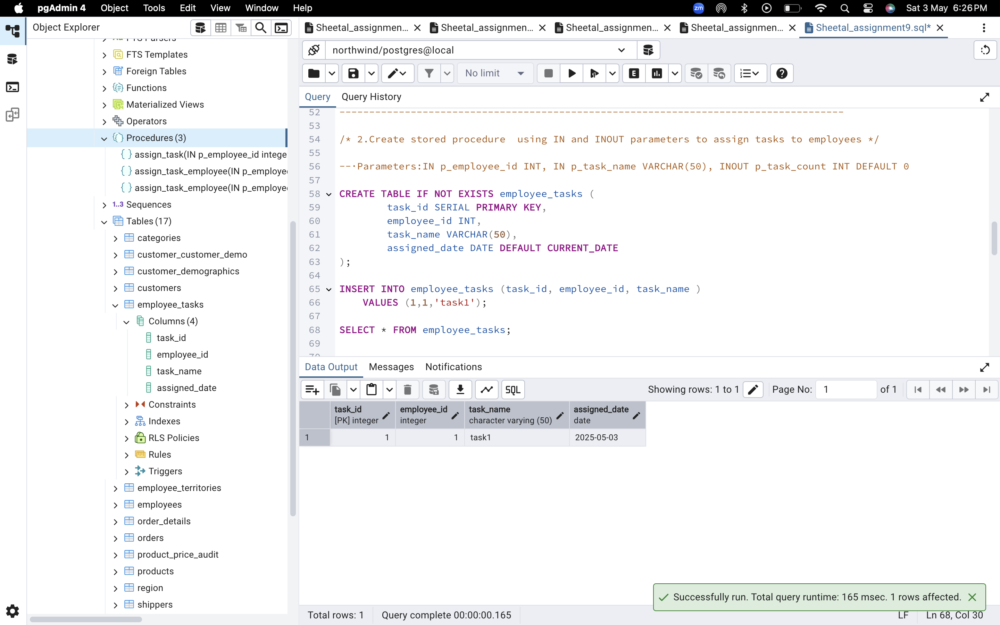 pgAdmin 4 Object Tools Edit View Window Help
zm
Sat 3 May 6:26 PM
Object Explorer
FTS Parsers
FTS Templates
Foreign Tables
Functions
Materialized Views
Operators
Procedures (3)
assign_task(IN p_employee_id intege
assign_task_employee(IN p_employe
assign_task_employee(IN p_employe
1..3 Sequences
Tables (17)
categories
customer_customer_demo
customer_demographics
customers
employee_tasks
Columns (4)
task_id
employee_id
task_name
assigned_date
Constraints
Indexes
RLS Policies
Rules
Triggers
employee_territories
employees
order_details
orders
product_price_audit
products
region
shippers
Sheetal_assignmen... Sheetal_assignmen... Sheetal_assignmen... Sheetal_assignmen... Sheetal_assignment9.sql*
northwind/postgres@local
No limit
E
Query Query History
52 -------------------------------------------------------------------------------------
53
54 /* 2.Create stored procedure  using IN and INOUT parameters to assign tasks to employees */
55
56 --·Parameters:IN p_employee_id INT, IN p_task_name VARCHAR(50), INOUT p_task_count INT DEFAULT 0
57
58 CREATE TABLE IF NOT EXISTS employee_tasks (
59 task_id SERIAL PRIMARY KEY,
60 employee_id INT,
61 task_name VARCHAR(50),
62 assigned_date DATE DEFAULT CURRENT_DATE
63 );
64
65 INSERT INTO employee_tasks (task_id, employee_id, task_name )
66 VALUES (1,1,'task1');
67
68 SELECT * FROM employee_tasks;
69
70
Data Output Messages Notifications
SQL
Showing rows: 1 to 1
Page No: 1 of 1
task_id employee_id task_name assigned_date
[PK] integer integer character varying (50) date
1 1 1 task1 2025-05-03
Successfully run. Total query runtime: 165 msec. 1 rows affected.
Total rows: 1 Query complete 00:00:00.165
LF Ln 68, Col 30